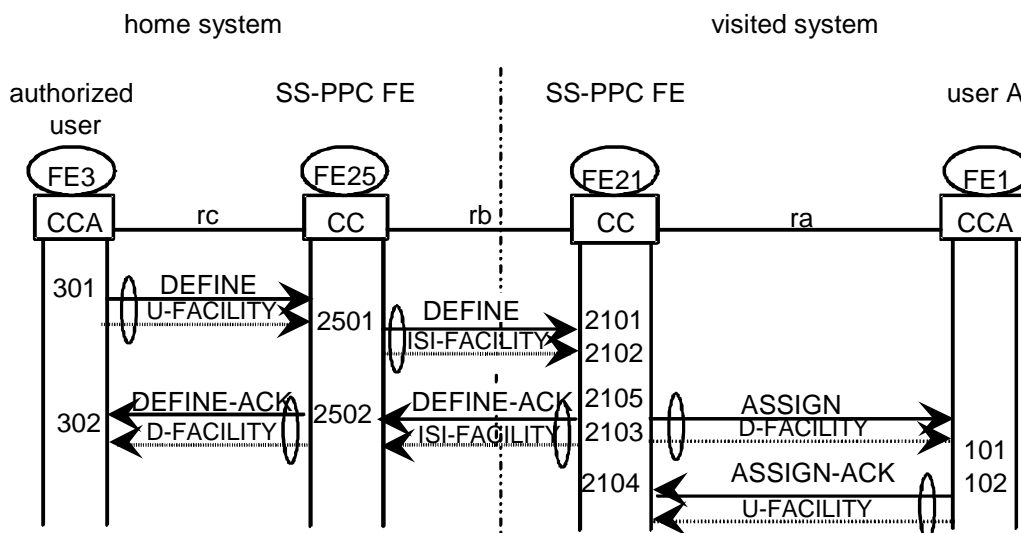 home system visited system
authorized user SS-PPC FE SS-PPC FE user A
FE3 FE25 FE21 FE1
CCA rc CC rb CC ra CCA
301 DEFINE
U-FACILITY 2501 DEFINE 2101
ISI-FACILITY 2102
DEFINE-ACK 2502 DEFINE-ACK 2105 ASSIGN
302 D-FACILITY ISI-FACILITY 2103 D-FACILITY
101
2104 ASSIGN-ACK 102
U-FACILITY